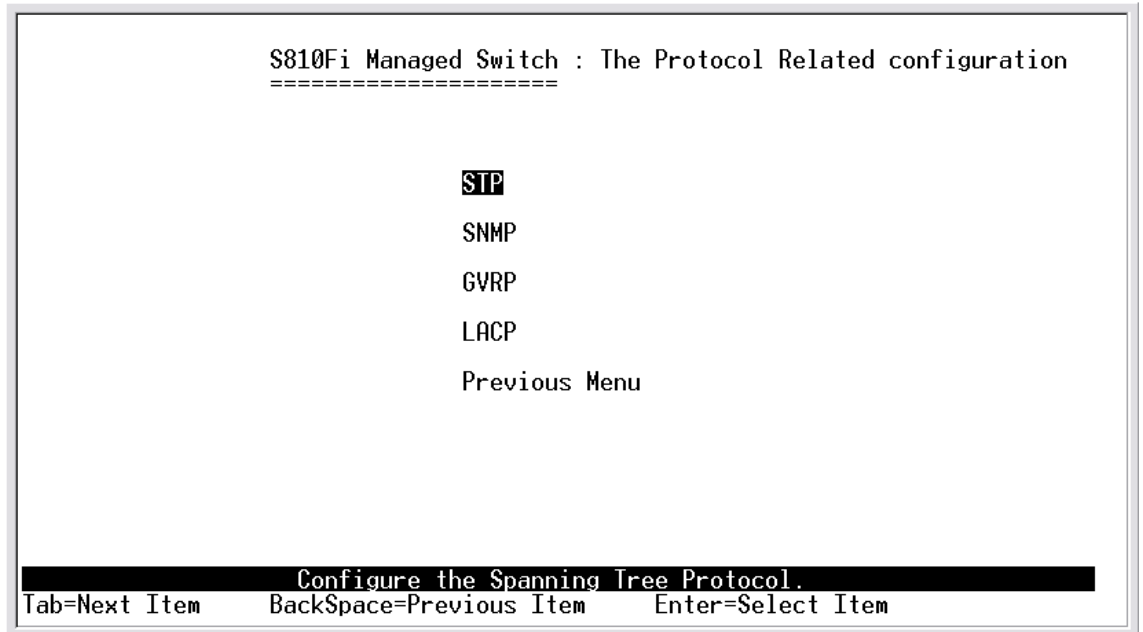 S810Fi Managed Switch : The Protocol Related configuration
=====================
STP
SNMP
GVRP
LACP
Previous Menu
Configure the Spanning Tree Protocol.
Tab=Next Item BackSpace=Previous Item Enter=Select Item